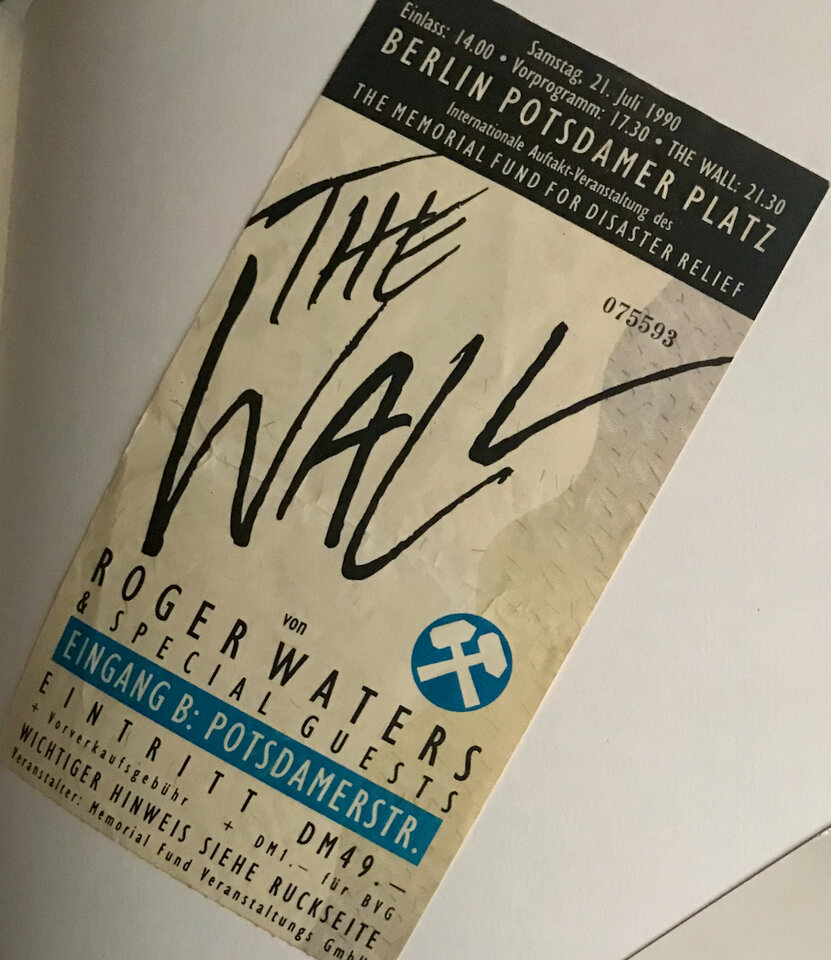 Samstag, 21. Juli 1990
Einlass: 14.00 • Vorprogramm: 17.30 • THE WALL: 21.30
BERLIN POTSDAMER PLATZ
Internationale Auftakt-Veranstaltung des
THE MEMORIAL FUND FOR DISASTER RELIEF
075593
THE
WALL
von
ROGER WATERS
& SPECIAL GUESTS
EINGANG B: POTSDAMERSTR.
EINTRITT DM49.—
+ Vorverkaufsgebühr + DM1.— für BVG
WICHTIGER HINWEIS SIEHE RUCKSEITE
Veranstalter: Memorial Fund Veranstaltungs GmbH